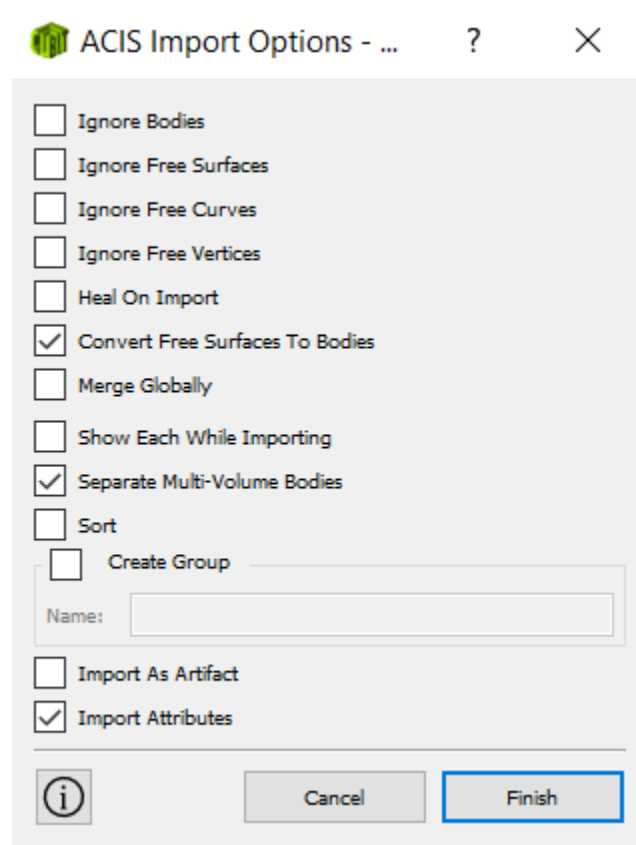 ACIS Import Options - ... ?
Ignore Bodies
Ignore Free Surfaces
Ignore Free Curves
Ignore Free Vertices
Heal On Import
Convert Free Surfaces To Bodies
Merge Globally
Show Each While Importing
Separate Multi-Volume Bodies
Sort
Create Group
Name:
Import As Artifact
Import Attributes
Cancel Finish